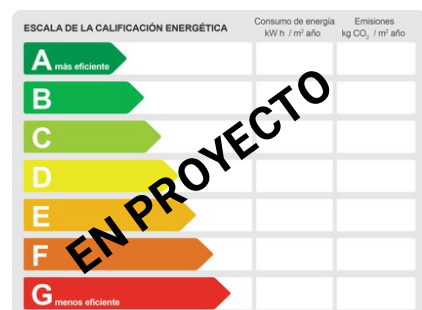 ESCALA DE LA CALIFICACIÓN ENERGÉTICA
Consumo de energía
kW h / m² año
Emisiones
kg CO₂ / m² año
A más eficiente
B
C
D
E
F
G menos eficiente
EN PROYECTO